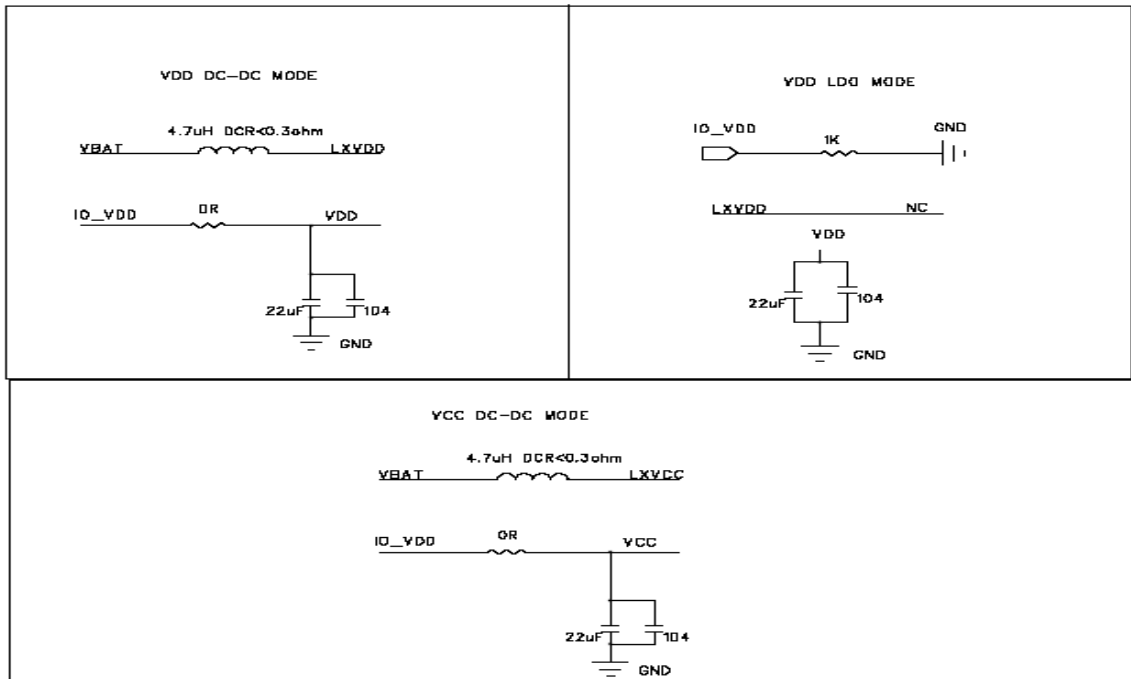 VDD DC-DC MODE
4.7uH DCR<0.3ohm
VBAT LXVDD
IO_VDD 0R VDD
22uF 104
GND
VDD LDO MODE
IO_VDD 1K GND
LXVDD NC
VDD
22uF 104
GND
VCC DC-DC MODE
4.7uH DCR<0.3ohm
VBAT LXVCC
IO_VDD 0R VCC
22uF 104
GND